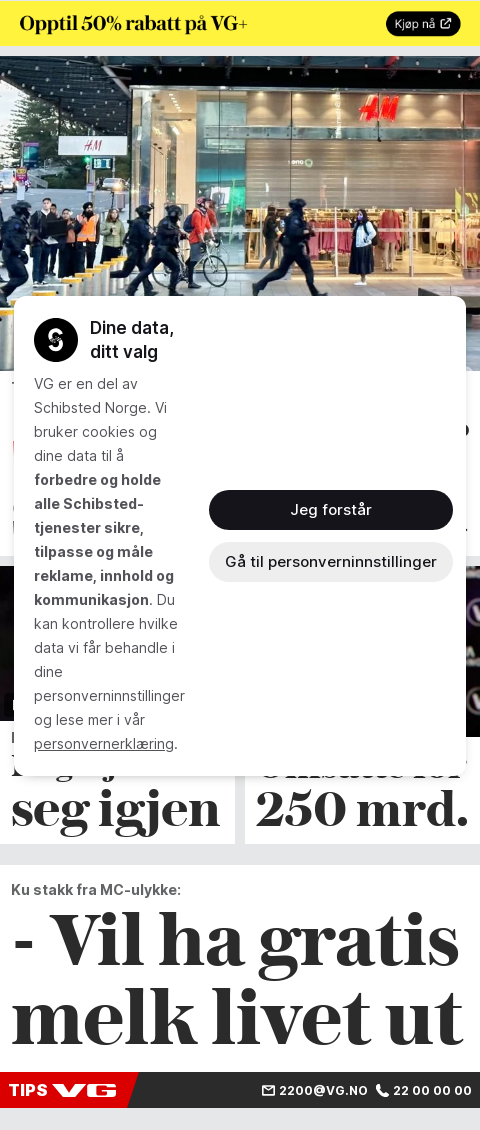 Opptil 50% rabatt på VG+
Kjøp nå
H&M
H&M
Dine data,
ditt valg
VG er en del av
Schibsted Norge. Vi
bruker cookies og
dine data til å
forbedre og holde
alle Schibsted-
tjenester sikre,
tilpasse og måle
reklame, innhold og
kommunikasjon. Du
kan kontrollere hvilke
data vi får behandle i
dine
personverninnstillinger
og lese mer i vår
personvernerklæring.
Jeg forstår
Gå til personverninnstillinger
seg igjen
250 mrd.
Ku stakk fra MC-ulykke:
- Vil ha gratis
melk livet ut
TIPS VG
2200@VG.NO
22 00 00 00